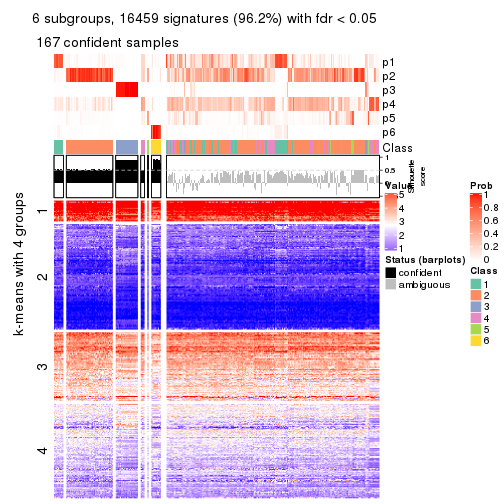 6 subgroups, 16459 signatures (96.2%) with fdr < 0.05
167 confident samples
p1
p2
p3
p4
p5
p6
Class
1
0.5
0
Silhouette
score
k-means with 4 groups
1
2
3
4
Value
5
4
3
2
1
Status (barplots)
confident
ambiguous
Prob
1
0.8
0.6
0.4
0.2
0
Class
1
2
3
4
5
6